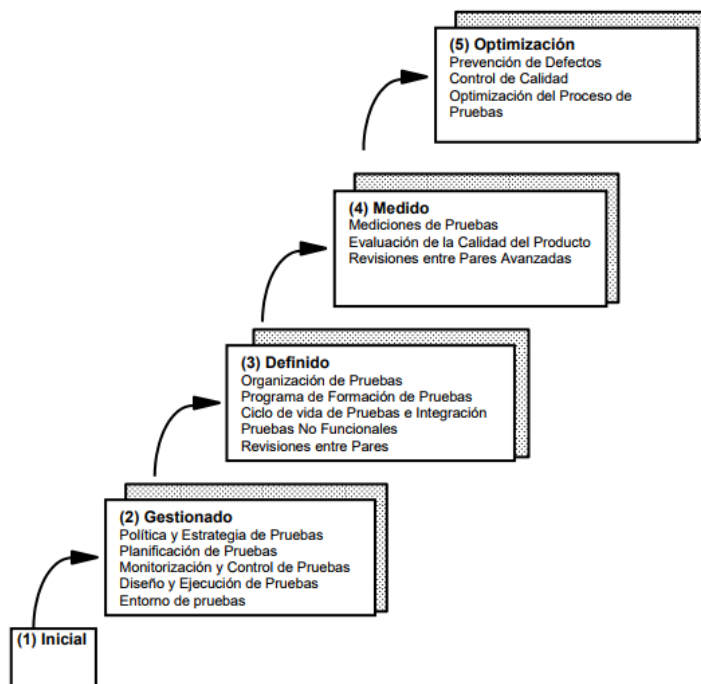 (5) Optimización
Prevención de Defectos
Control de Calidad
Optimización del Proceso de
Pruebas
(4) Medido
Mediciones de Pruebas
Evaluación de la Calidad del Producto
Revisiones entre Pares Avanzadas
(3) Definido
Organización de Pruebas
Programa de Formación de Pruebas
Ciclo de vida de Pruebas e Integración
Pruebas No Funcionales
Revisiones entre Pares
(2) Gestionado
Política y Estrategia de Pruebas
Planificación de Pruebas
Monitorización y Control de Pruebas
Diseño y Ejecución de Pruebas
Entorno de pruebas
(1) Inicial